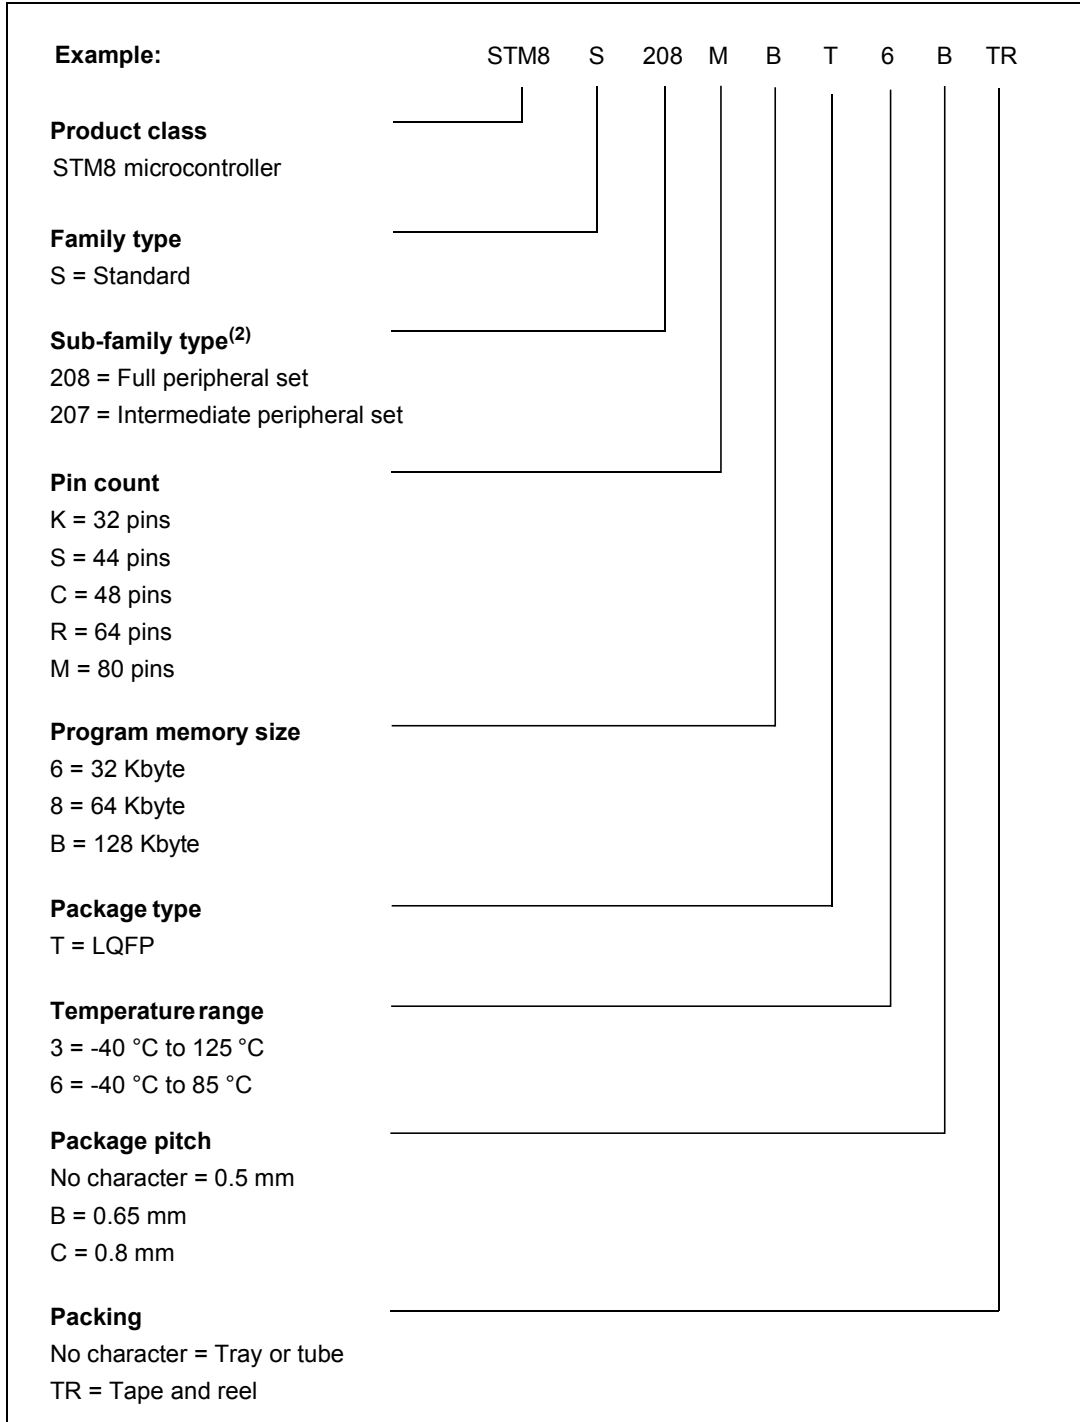 Example: STM8 S 208 M B T 6 B TR
Product class
STM8 microcontroller
Family type
S = Standard
Sub-family type(2)
208 = Full peripheral set
207 = Intermediate peripheral set
Pin count
K = 32 pins
S = 44 pins
C = 48 pins
R = 64 pins
M = 80 pins
Program memory size
6 = 32 Kbyte
8 = 64 Kbyte
B = 128 Kbyte
Package type
T = LQFP
Temperature range
3 = -40 °C to 125 °C
6 = -40 °C to 85 °C
Package pitch
No character = 0.5 mm
B = 0.65 mm
C = 0.8 mm
Packing
No character = Tray or tube
TR = Tape and reel